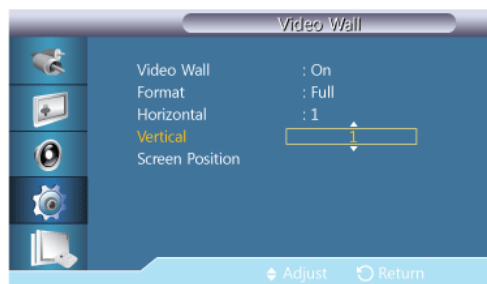 Video Wall
Video Wall : On
Format : Full
Horizontal : 1
Vertical 1
Screen Position
Adjust Return